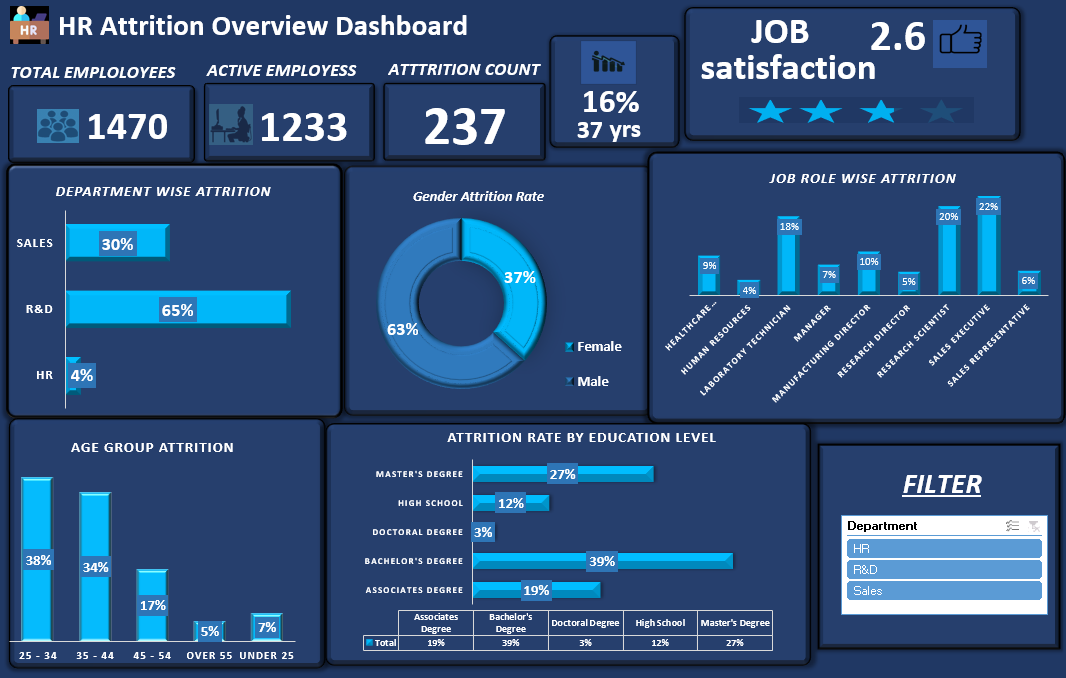 HR
HR Attrition Overview Dashboard
TOTAL EMPLOLOYEES
1470
ACTIVE EMPLOYESS
1233
ATTTRITION COUNT
237
16%
37 yrs
JOB
satisfaction
2.6
DEPARTMENT WISE ATTRITION
SALES
30%
R&D
65%
HR
4%
Gender Attrition Rate
37%
63%
Female
Male
JOB ROLE WISE ATTRITION
9%
4%
18%
7%
10%
5%
20%
22%
6%
HEALTHCARE...
HUMAN RESOURCES
LABORATORY TECHNICIAN
MANAGER
MANUFACTURING DIRECTOR
RESEARCH DIRECTOR
RESEARCH SCIENTIST
SALES EXECUTIVE
SALES REPRESENTATIVE
AGE GROUP ATTRITION
38%
34%
17%
5%
7%
25 - 34
35 - 44
45 - 54
OVER 55
UNDER 25
ATTRITION RATE BY EDUCATION LEVEL
MASTER'S DEGREE
27%
HIGH SCHOOL
12%
DOCTORAL DEGREE
3%
BACHELOR'S DEGREE
39%
ASSOCIATES DEGREE
19%
Associates Degree
Bachelor's Degree
Doctoral Degree
High School
Master's Degree
Total 19% 39% 3% 12% 27%
FILTER
Department
HR
R&D
Sales